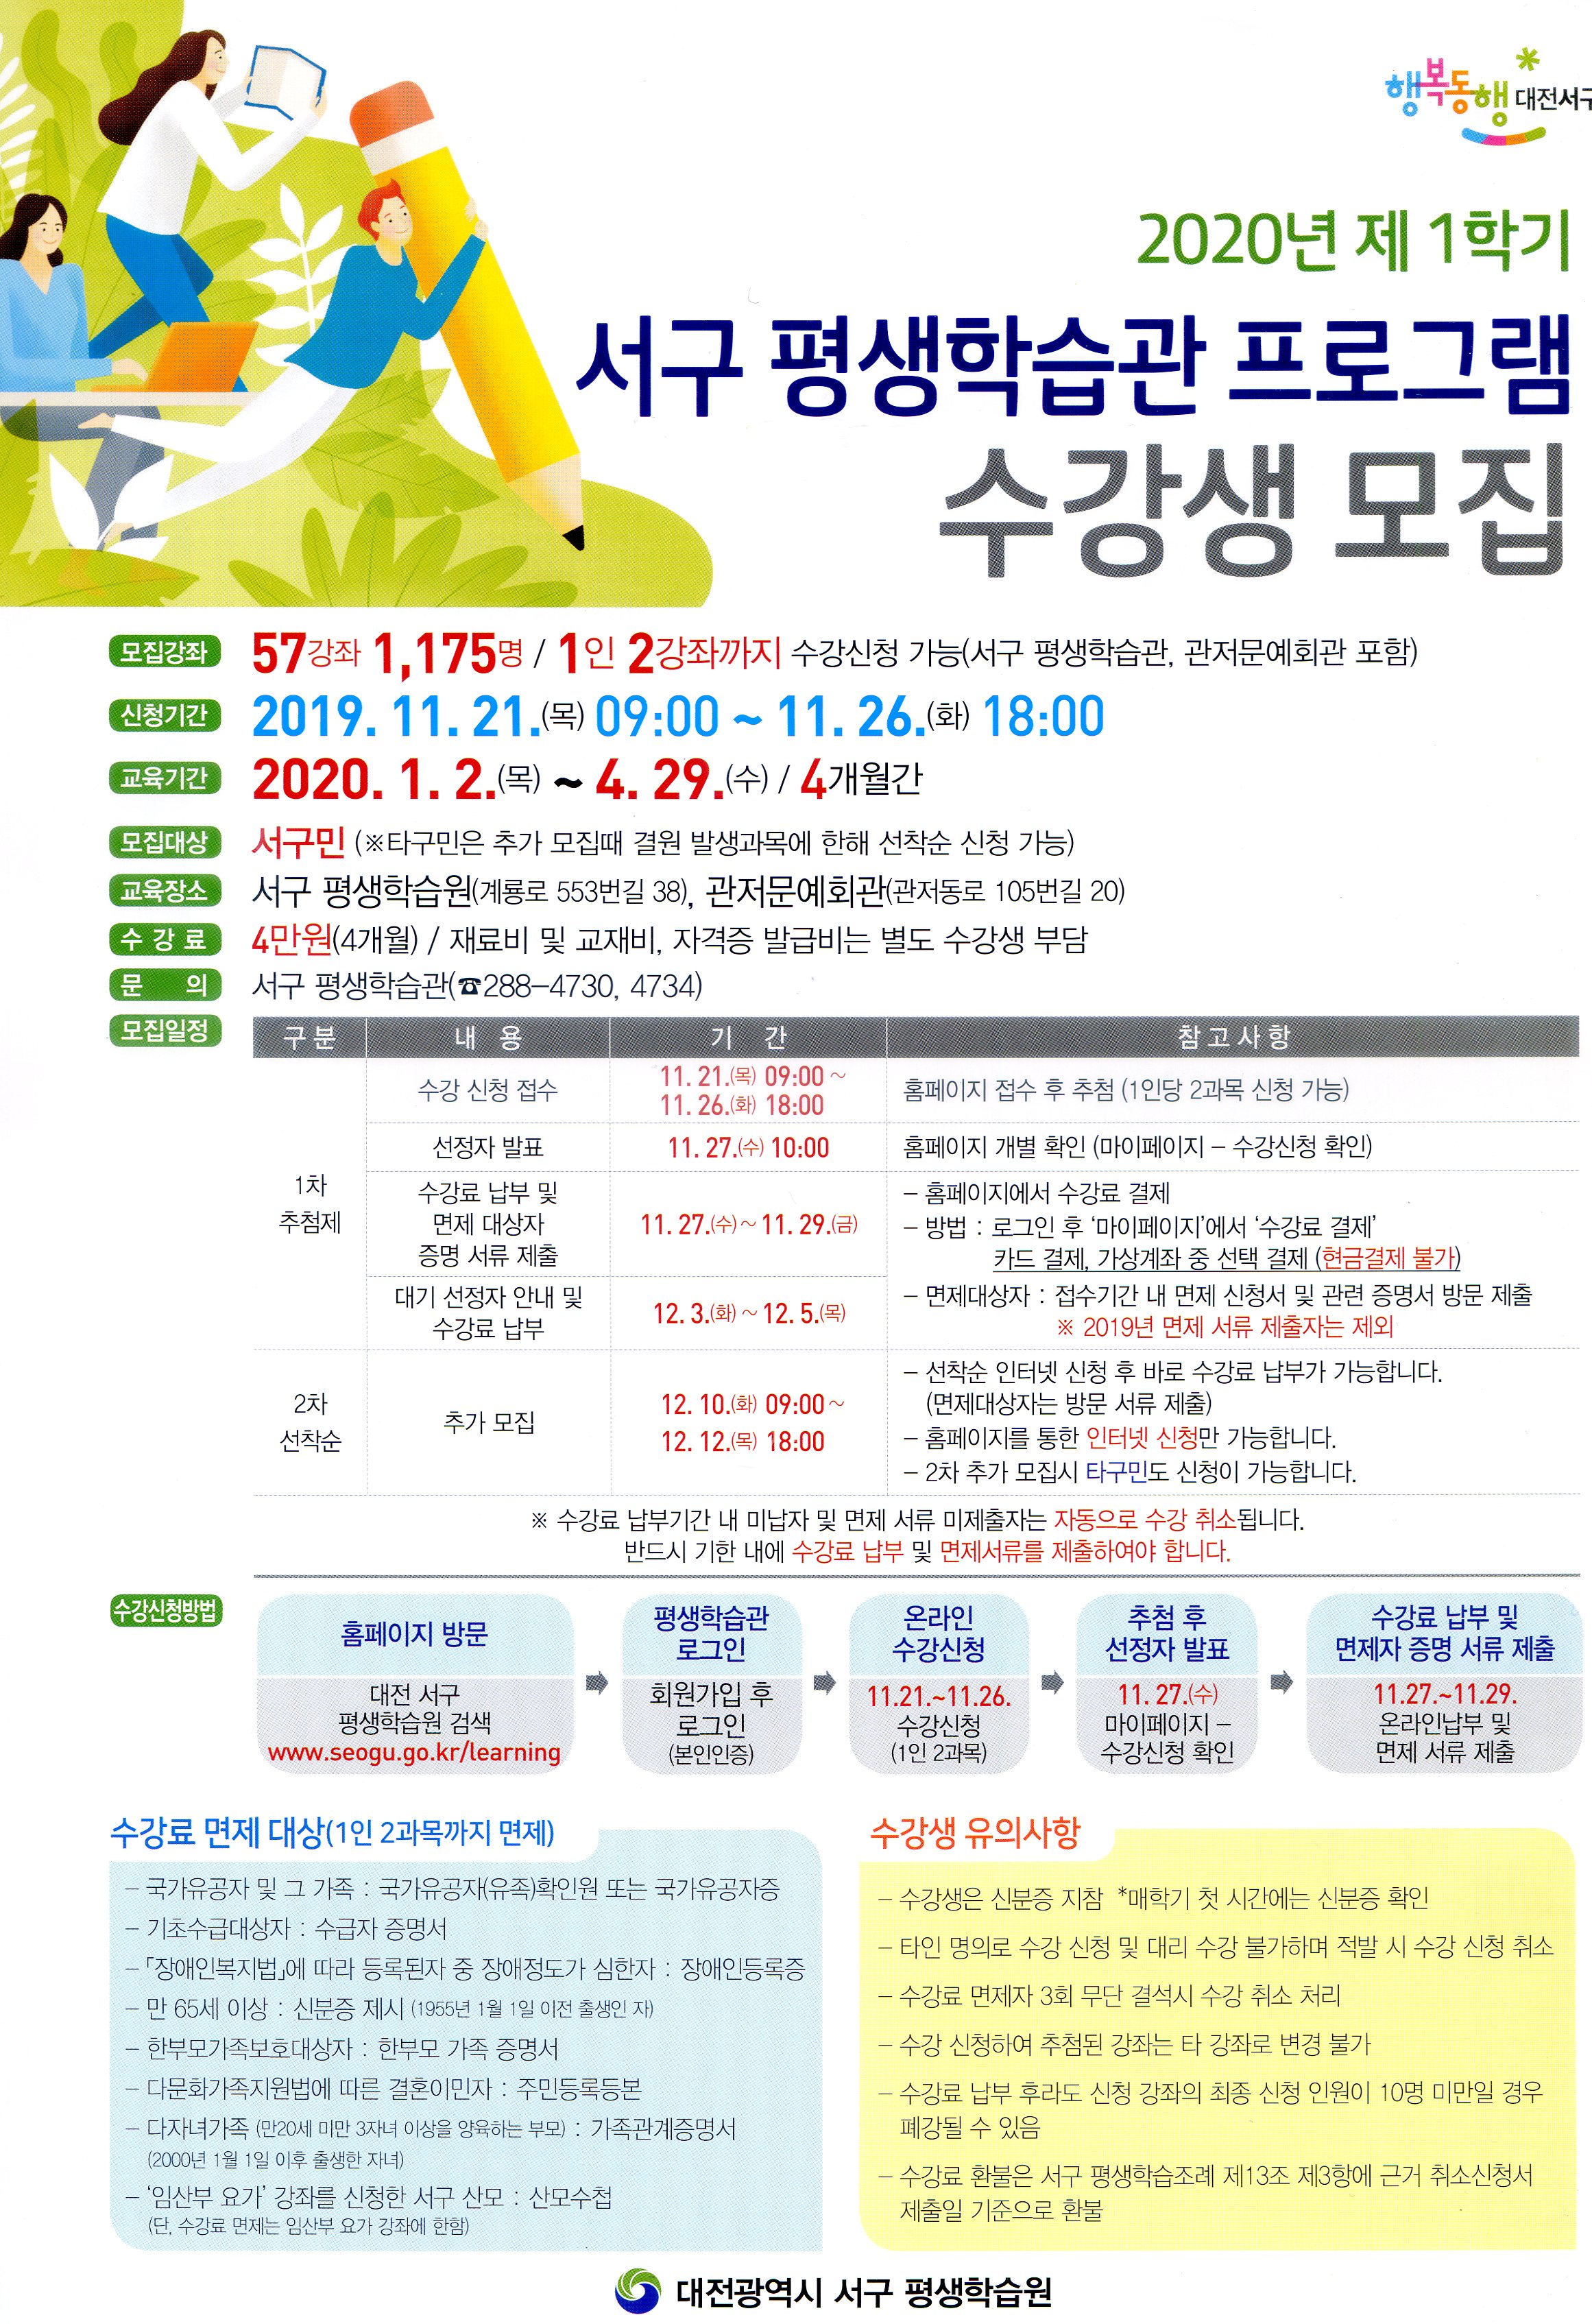 행복동행 대전서구
2020년 제 1학기
서구 평생학습관 프로그램
수강생 모집
모집강좌 57강좌 1,175명 / 1인 2강좌까지 수강신청 가능(서구 평생학습관, 관저문예회관 포함)
신청기간 2019. 11. 21.(목) 09:00 ~ 11. 26.(화) 18:00
교육기간 2020. 1. 2.(목) ~ 4. 29.(수) / 4개월간
모집대상 서구민 (※타구민은 추가 모집때 결원 발생과목에 한해 선착순 신청 가능)
교육장소 서구 평생학습원(계룡로 553번길 38), 관저문예회관(관저동로 105번길 20)
수 강 료 4만원(4개월) / 재료비 및 교재비, 자격증 발급비는 별도 수강생 부담
문 의 서구 평생학습관(☎288-4730, 4734)
모집일정
구 분 내 용 기 간 참 고 사 항
1차
추첨제
수강 신청 접수
11. 21.(목) 09:00 ~
11. 26.(화) 18:00
홈페이지 접수 후 추첨 (1인당 2과목 신청 가능)
선정자 발표 11. 27.(수) 10:00 홈페이지 개별 확인 (마이페이지 - 수강신청 확인)
수강료 납부 및
면제 대상자
증명 서류 제출
11. 27.(수) ~ 11. 29.(금)
대기 선정자 안내 및
수강료 납부
12. 3.(화) ~ 12. 5.(목)
- 홈페이지에서 수강료 결제
- 방법 : 로그인 후 '마이페이지'에서 '수강료 결제'
카드 결제, 가상계좌 중 선택 결제 (현금결제 불가)
- 면제대상자 : 접수기간 내 면제 신청서 및 관련 증명서 방문 제출
※ 2019년 면제 서류 제출자는 제외
2차
선착순
추가 모집
12. 10.(화) 09:00 ~
12. 12.(목) 18:00
- 선착순 인터넷 신청 후 바로 수강료 납부가 가능합니다.
(면제대상자는 방문 서류 제출)
- 홈페이지를 통한 인터넷 신청만 가능합니다.
- 2차 추가 모집시 타구민도 신청이 가능합니다.
※ 수강료 납부기간 내 미납자 및 면제 서류 미제출자는 자동으로 수강 취소됩니다.
반드시 기한 내에 수강료 납부 및 면제서류를 제출하여야 합니다.
수강신청방법
홈페이지 방문
대전 서구
평생학습원 검색
www.seogu.go.kr/learning
평생학습관
로그인
회원가입 후
로그인
(본인인증)
온라인
수강신청
11.21.~11.26.
수강신청
(1인 2과목)
추첨 후
선정자 발표
11. 27.(수)
마이페이지 -
수강신청 확인
수강료 납부 및
면제자 증명 서류 제출
11.27.~11.29.
온라인납부 및
면제 서류 제출
수강료 면제 대상(1인 2과목까지 면제)
- 국가유공자 및 그 가족 : 국가유공자(유족)확인원 또는 국가유공자증
- 기초수급대상자 : 수급자 증명서
- 「장애인복지법」에 따라 등록된자 중 장애정도가 심한자 : 장애인등록증
- 만 65세 이상 : 신분증 제시 (1955년 1월 1일 이전 출생인 자)
- 한부모가족보호대상자 : 한부모 가족 증명서
- 다문화가족지원법에 따른 결혼이민자 : 주민등록등본
- 다자녀가족 (만20세 미만 3자녀 이상을 양육하는 부모) : 가족관계증명서
(2000년 1월 1일 이후 출생한 자녀)
- '임산부 요가' 강좌를 신청한 서구 산모 : 산모수첩
(단, 수강료 면제는 임산부 요가 강좌에 한함)
수강생 유의사항
- 수강생은 신분증 지참 *매학기 첫 시간에는 신분증 확인
- 타인 명의로 수강 신청 및 대리 수강 불가하며 적발 시 수강 신청 취소
- 수강료 면제자 3회 무단 결석시 수강 취소 처리
- 수강 신청하여 추첨된 강좌는 타 강좌로 변경 불가
- 수강료 납부 후라도 신청 강좌의 최종 신청 인원이 10명 미만일 경우
폐강될 수 있음
- 수강료 환불은 서구 평생학습조례 제13조 제3항에 근거 취소신청서
제출일 기준으로 환불
대전광역시 서구 평생학습원